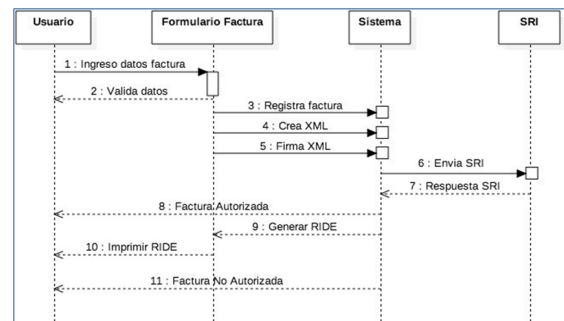 Usuario
Formulario Factura
Sistema
SRI
1 : Ingreso datos factura
2 : Valida datos
3 : Registra factura
4 : Crea XML
5 : Firma XML
6 : Envia SRI
7 : Respuesta SRI
8 : Factura Autorizada
9 : Generar RIDE
10 : Imprimir RIDE
11 : Factura No Autorizada